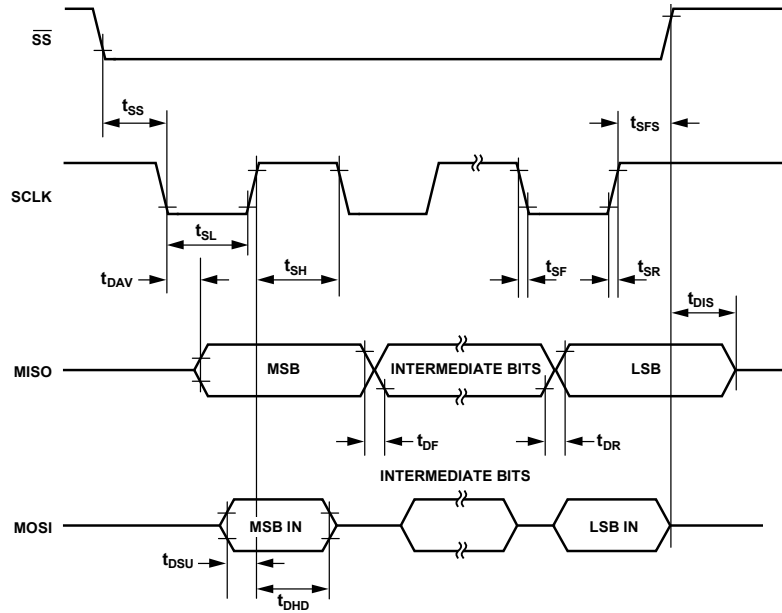 SS
tSS
tSFS
SCLK
tSL
tSH
tSF
tSR
tDAV
tDIS
MISO
MSB
INTERMEDIATE BITS
LSB
tDF
tDR
INTERMEDIATE BITS
MOSI
MSB IN
LSB IN
tDSU
tDHD